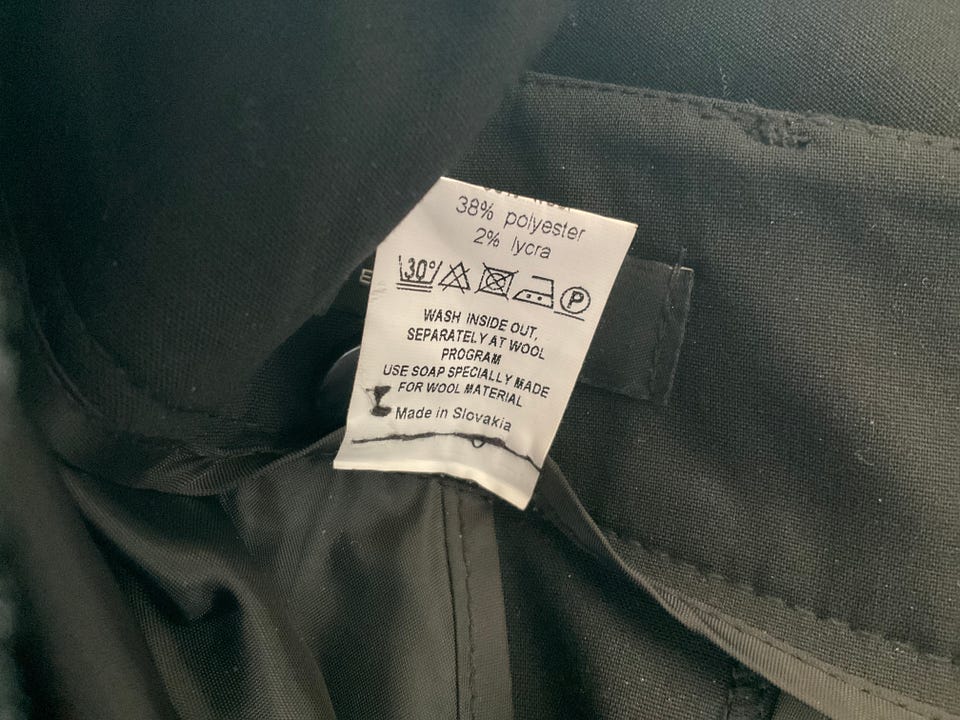 38% polyester
2% lycra
30°
P
WASH INSIDE OUT,
SEPARATELY AT WOOL
PROGRAM
USE SOAP SPECIALLY MADE
FOR WOOL MATERIAL
Made in Slovakia